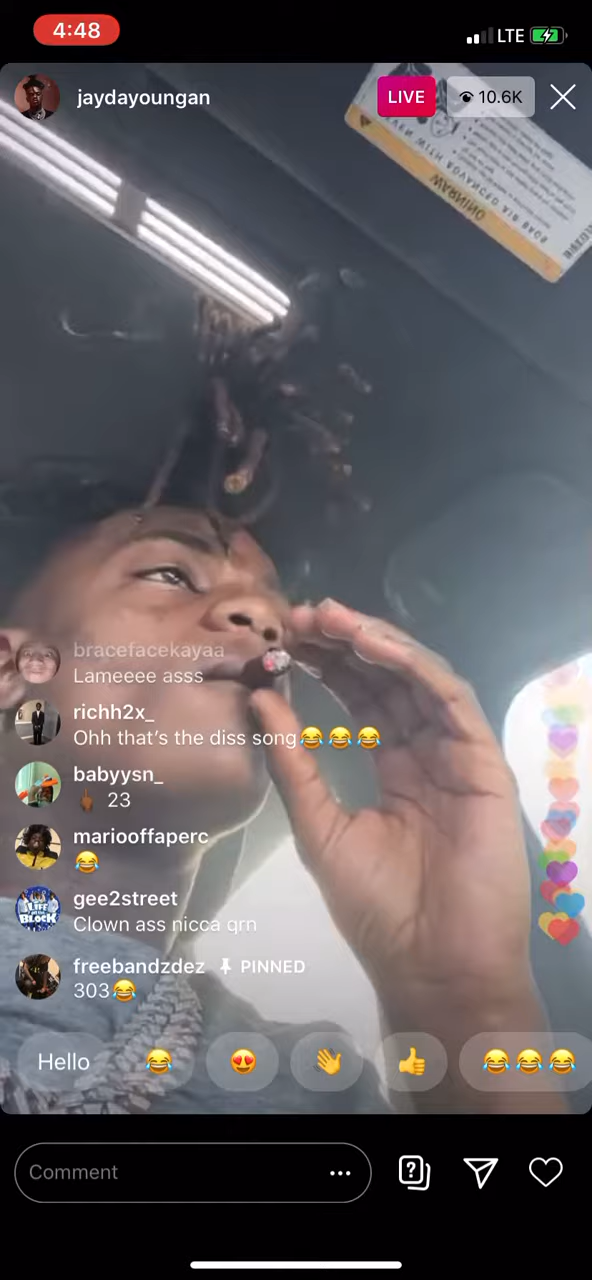 4:48
LTE
jaydayoungan
LIVE
10.6K
WARNING
bracefacekayaa
Lameeee asss
richh2x_
Ohh that's the diss song😂😂😂
babyysn_
🖕🏾 23
mariooffaperc
😂
gee2street
Clown ass nicca qrn
freebandzdez PINNED
303😂
Hello 😂 😍 👋 👍 😂😂😂
Comment